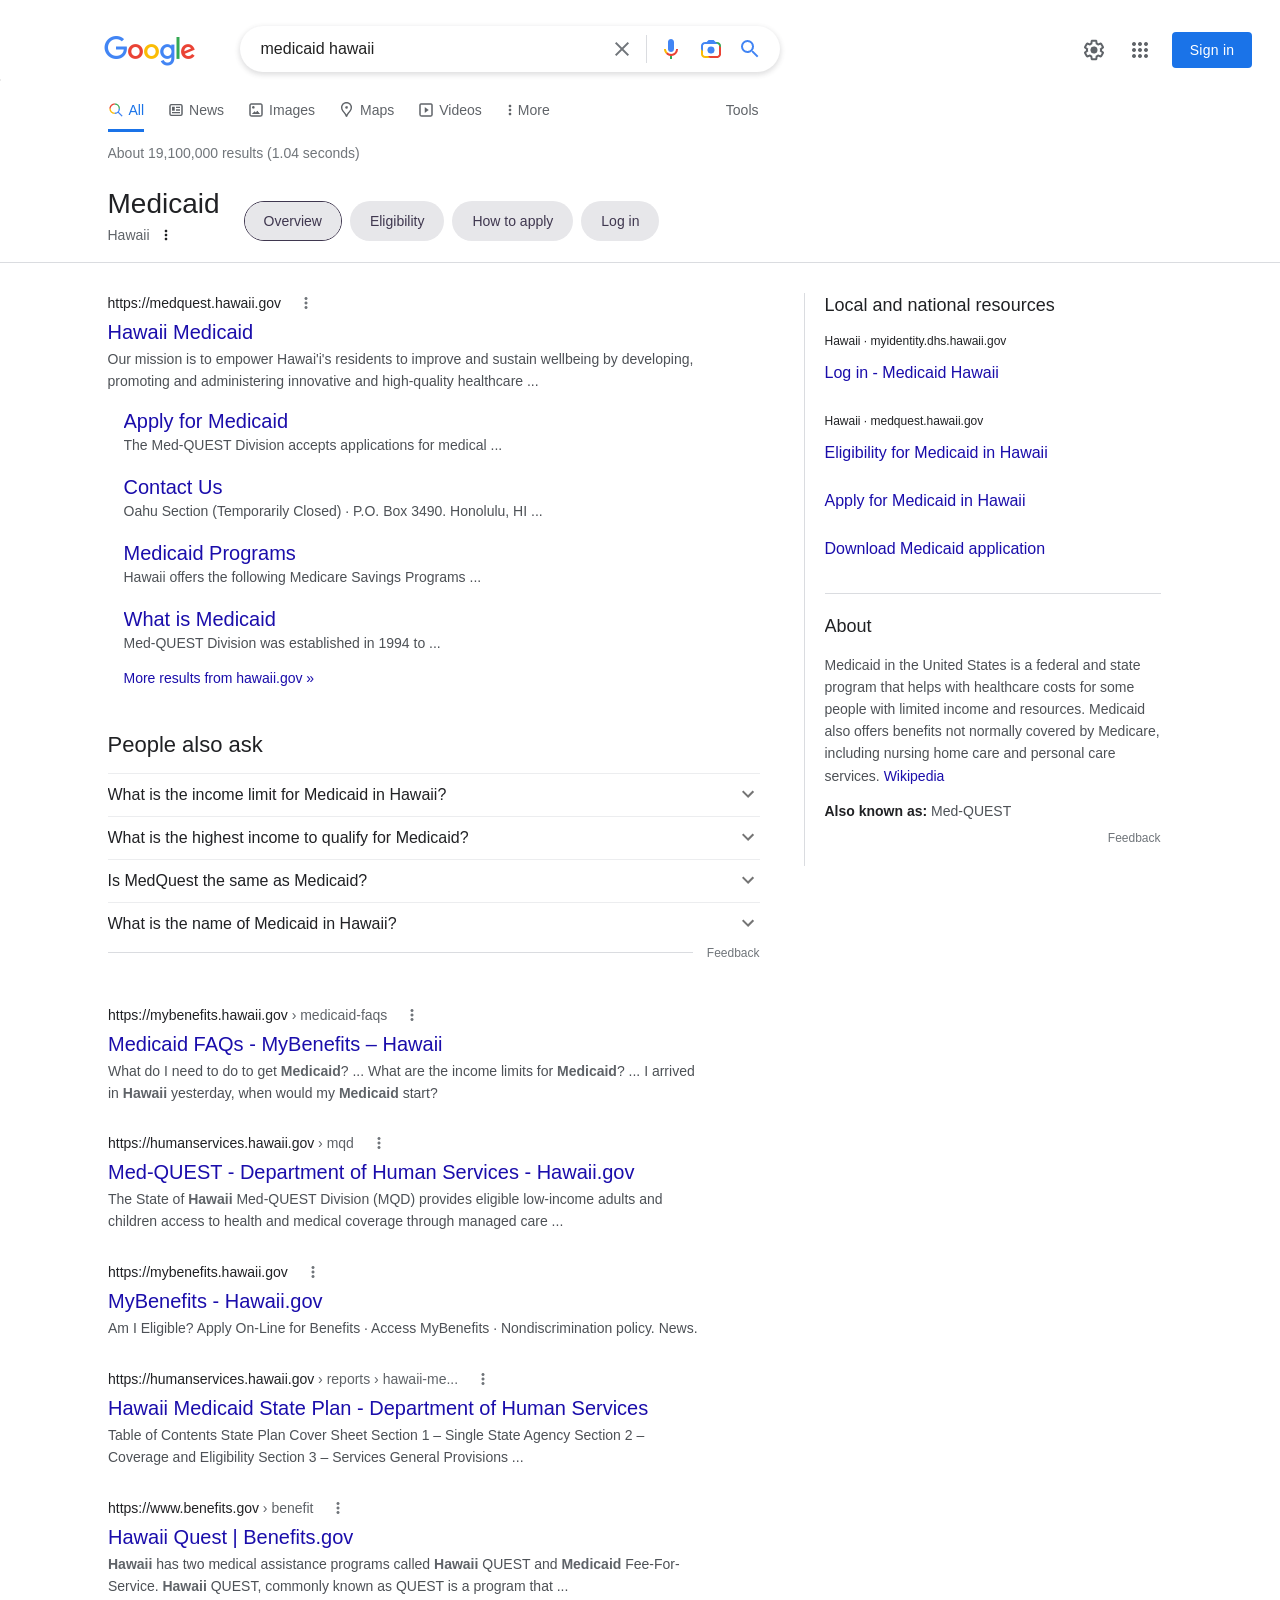 Google
medicaid hawaii
Sign in
All
News
Images
Maps
Videos
More
Tools
About 19,100,000 results (1.04 seconds)
Medicaid
Hawaii
Overview
Eligibility
How to apply
Log in
https://medquest.hawaii.gov
Hawaii Medicaid
Our mission is to empower Hawai'i's residents to improve and sustain wellbeing by developing,
promoting and administering innovative and high-quality healthcare ...
Apply for Medicaid
The Med-QUEST Division accepts applications for medical ...
Contact Us
Oahu Section (Temporarily Closed) · P.O. Box 3490. Honolulu, HI ...
Medicaid Programs
Hawaii offers the following Medicare Savings Programs ...
What is Medicaid
Med-QUEST Division was established in 1994 to ...
More results from hawaii.gov »
People also ask
What is the income limit for Medicaid in Hawaii?
What is the highest income to qualify for Medicaid?
Is MedQuest the same as Medicaid?
What is the name of Medicaid in Hawaii?
Feedback
https://mybenefits.hawaii.gov › medicaid-faqs
Medicaid FAQs - MyBenefits – Hawaii
What do I need to do to get Medicaid? ... What are the income limits for Medicaid? ... I arrived
in Hawaii yesterday, when would my Medicaid start?
https://humanservices.hawaii.gov › mqd
Med-QUEST - Department of Human Services - Hawaii.gov
The State of Hawaii Med-QUEST Division (MQD) provides eligible low-income adults and
children access to health and medical coverage through managed care ...
https://mybenefits.hawaii.gov
MyBenefits - Hawaii.gov
Am I Eligible? Apply On-Line for Benefits · Access MyBenefits · Nondiscrimination policy. News.
https://humanservices.hawaii.gov › reports › hawaii-me...
Hawaii Medicaid State Plan - Department of Human Services
Table of Contents State Plan Cover Sheet Section 1 – Single State Agency Section 2 –
Coverage and Eligibility Section 3 – Services General Provisions ...
https://www.benefits.gov › benefit
Hawaii Quest | Benefits.gov
Hawaii has two medical assistance programs called Hawaii QUEST and Medicaid Fee-For-
Service. Hawaii QUEST, commonly known as QUEST is a program that ...
Local and national resources
Hawaii · myidentity.dhs.hawaii.gov
Log in - Medicaid Hawaii
Hawaii · medquest.hawaii.gov
Eligibility for Medicaid in Hawaii
Apply for Medicaid in Hawaii
Download Medicaid application
About
Medicaid in the United States is a federal and state
program that helps with healthcare costs for some
people with limited income and resources. Medicaid
also offers benefits not normally covered by Medicare,
including nursing home care and personal care
services. Wikipedia
Also known as: Med-QUEST
Feedback